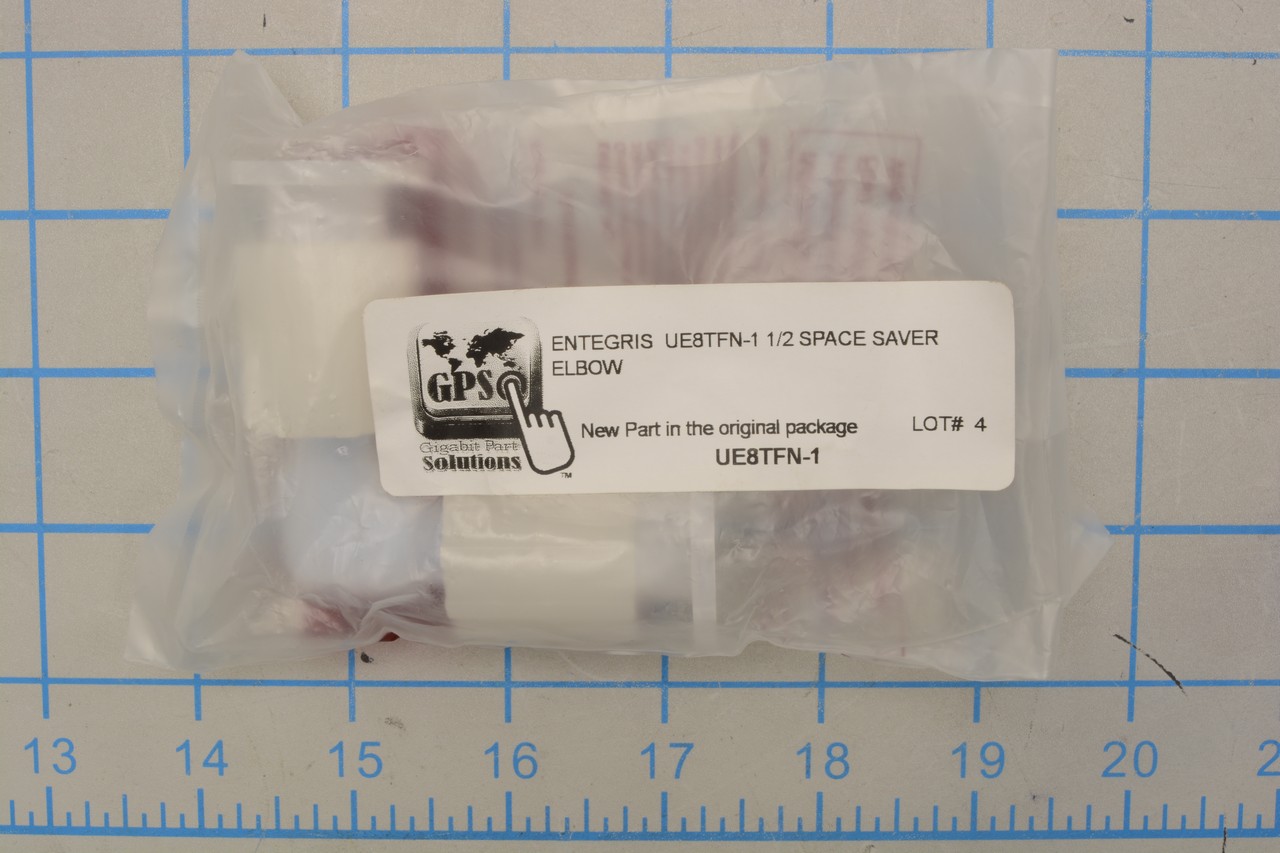 ENTEGRIS UE8TFN-1 1/2 SPACE SAVER
ELBOW
GPS
New Part in the original package LOT# 4
Gigabit Part
Solutions UE8TFN-1
TM
13 14 15 16 17 18 19 20